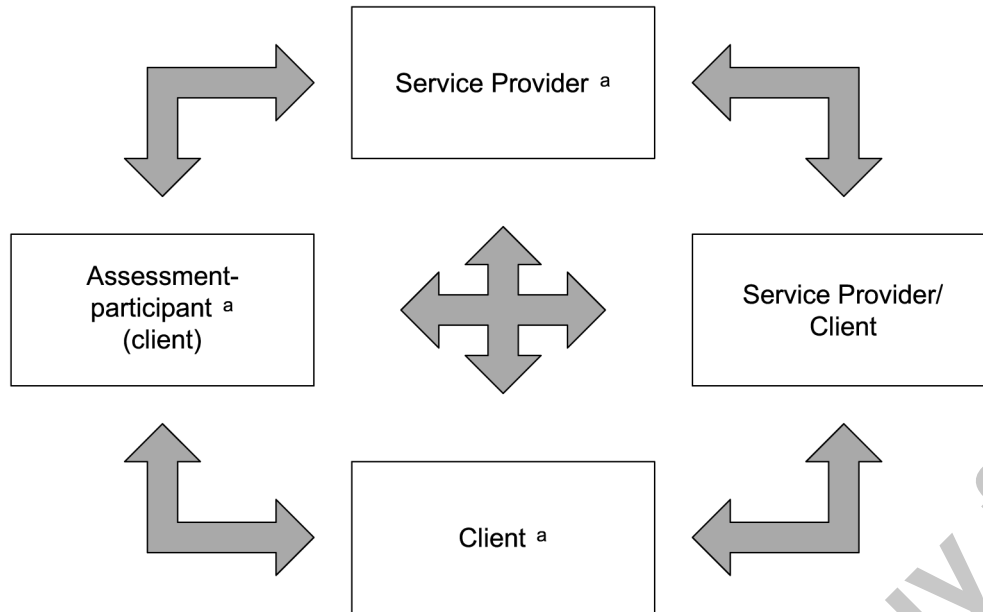 Service Provider a
Assessment-
participant a
(client)
Service Provider/
Client
Client a